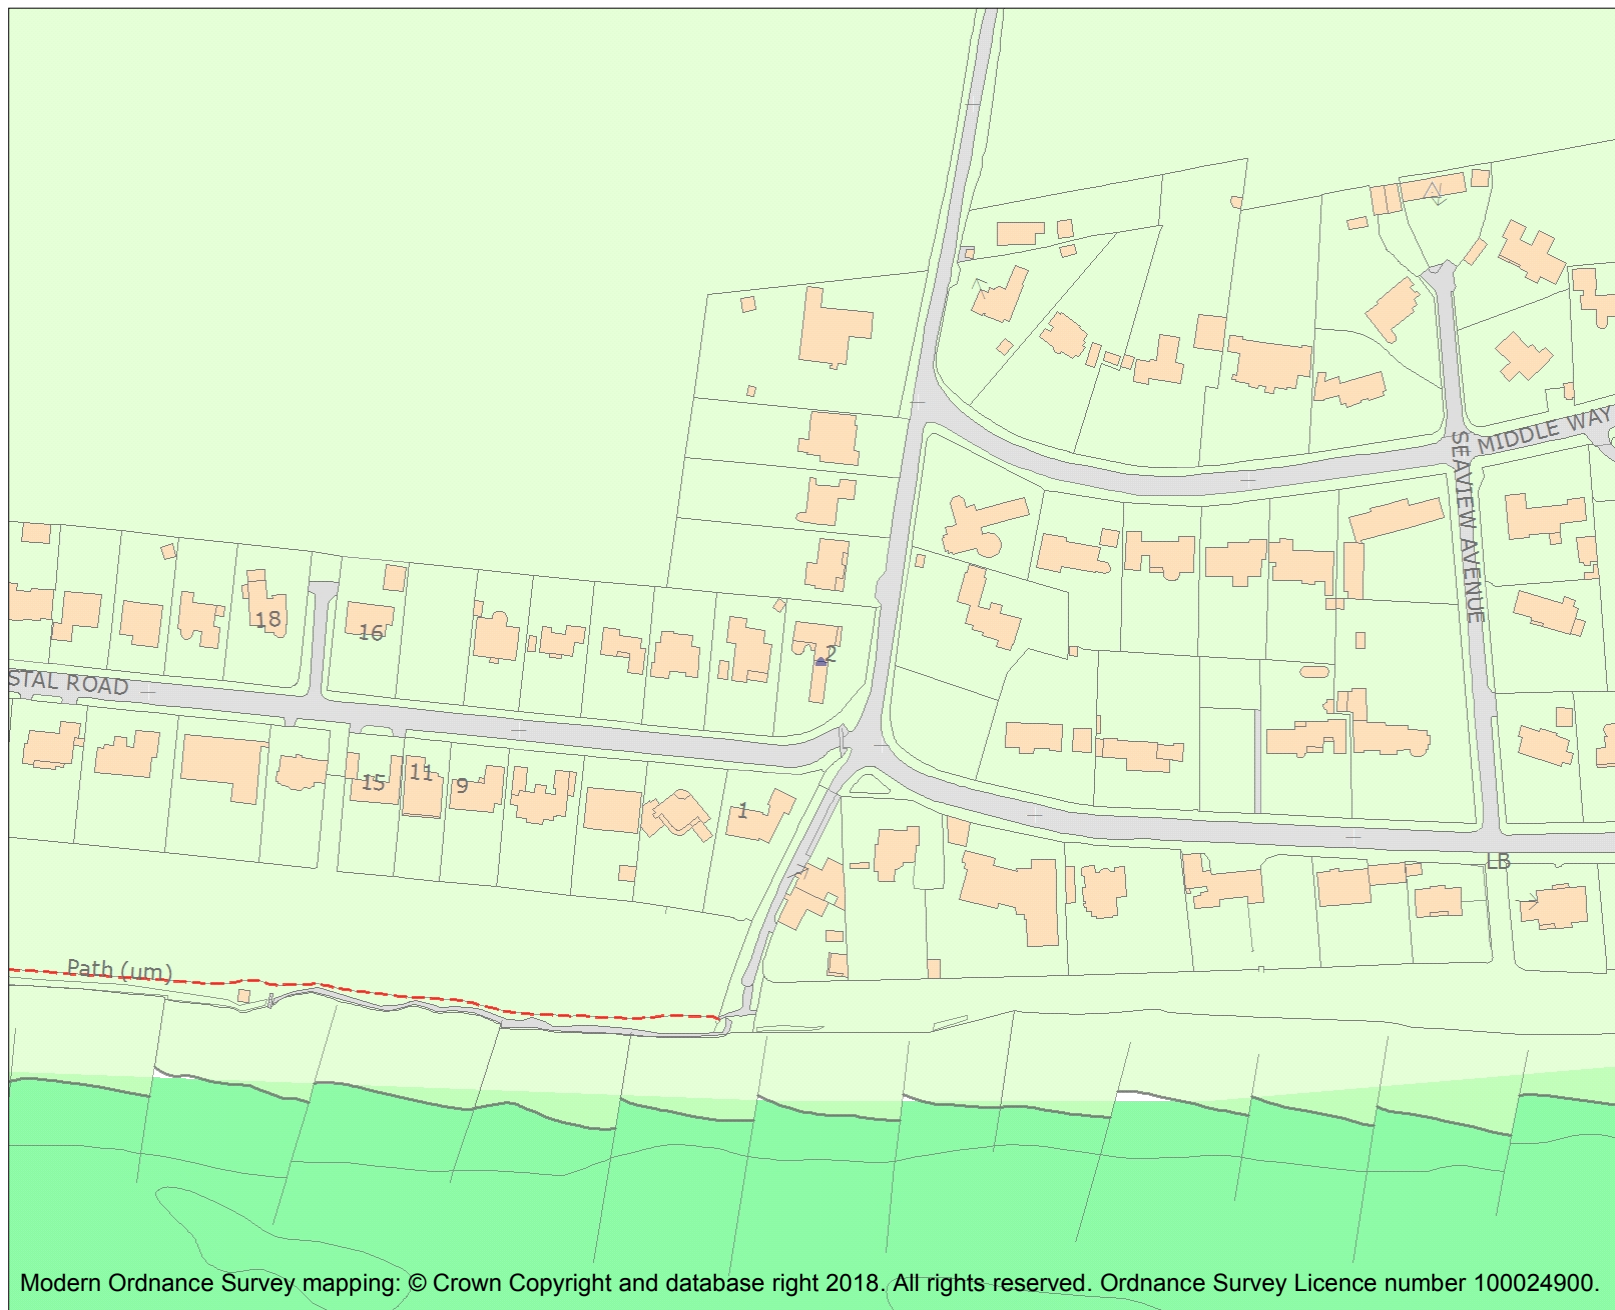 MIDDLE WAY
SEAVIEW AVENUE
18
16
2
STAL ROAD
15
11
9
1
LB
Path (um)
Modern Ordnance Survey mapping: © Crown Copyright and database right 2018. All rights reserved. Ordnance Survey Licence number 100024900.